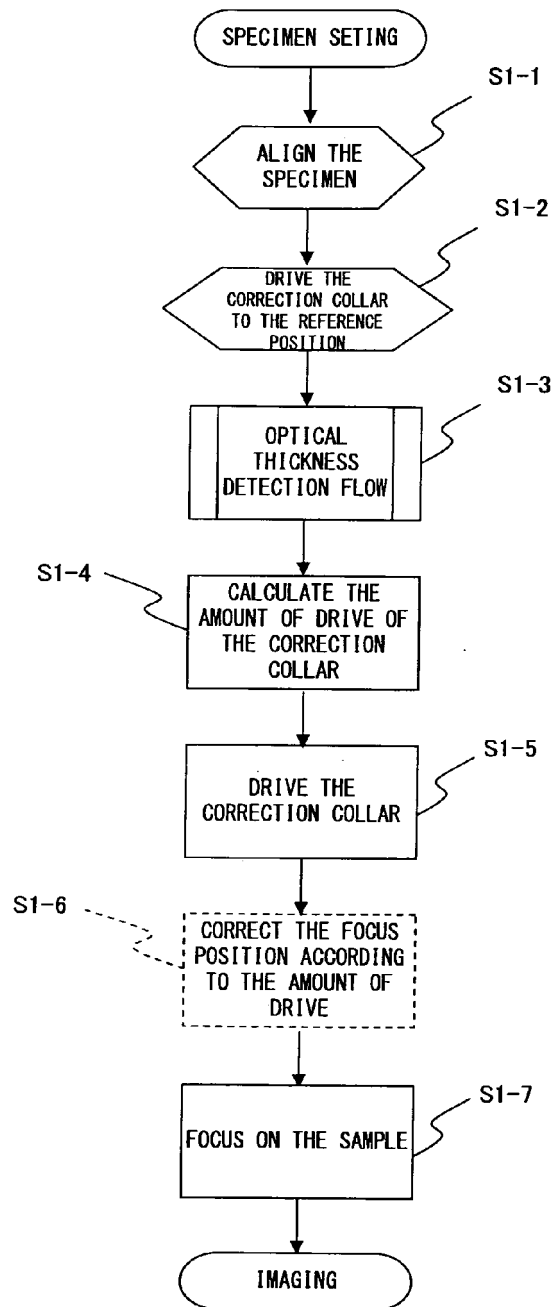 SPECIMEN SETING
S1-1
ALIGN THE
SPECIMEN
S1-2
DRIVE THE
CORRECTION COLLAR
TO THE REFERENCE
POSITION
S1-3
OPTICAL
THICKNESS
DETECTION FLOW
S1-4
CALCULATE THE
AMOUNT OF DRIVE OF
THE CORRECTION
COLLAR
S1-5
DRIVE THE
CORRECTION COLLAR
S1-6
CORRECT THE FOCUS
POSITION ACCORDING
TO THE AMOUNT OF
DRIVE
S1-7
FOCUS ON THE SAMPLE
IMAGING